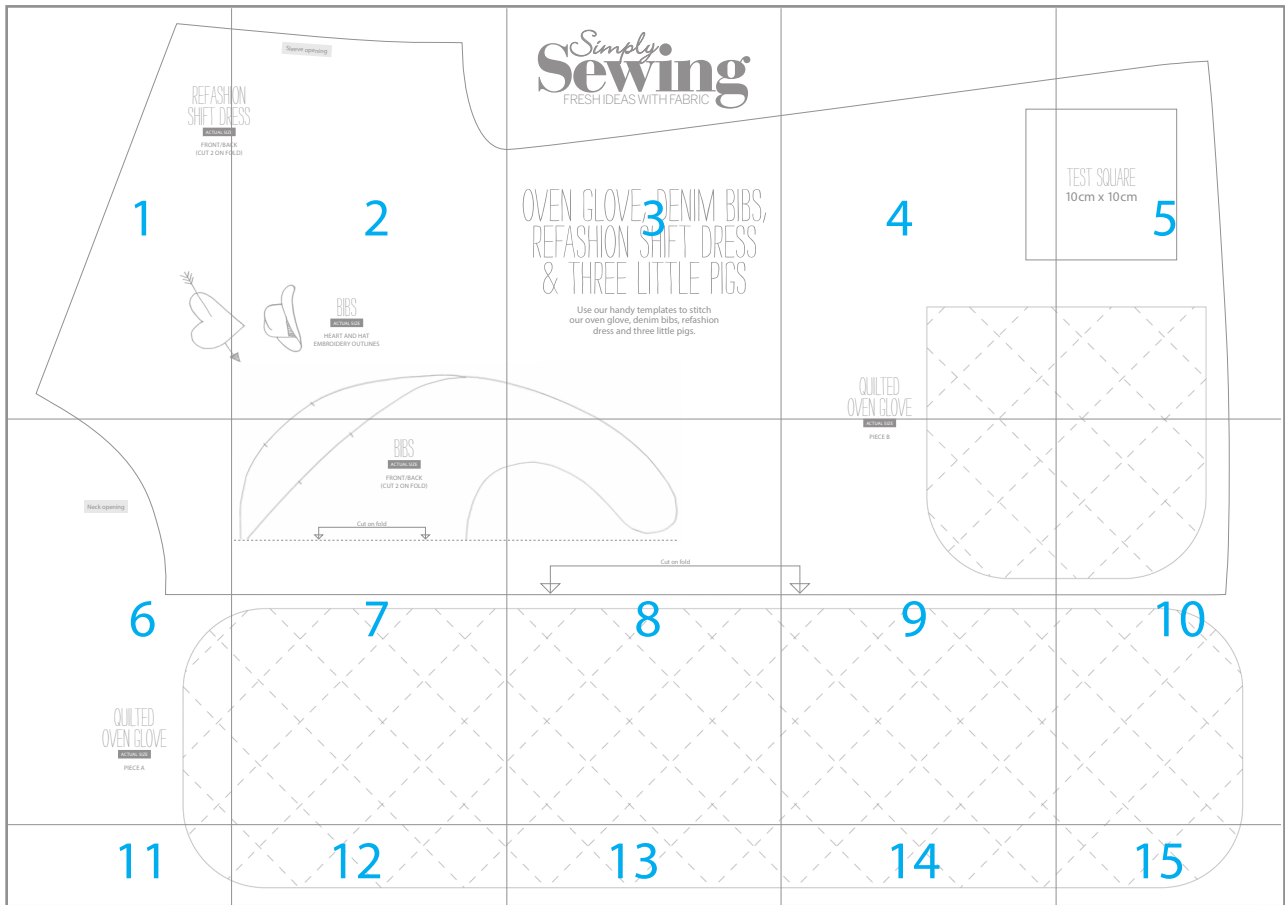 Simply
Sewing
FRESH IDEAS WITH FABRIC
Sleeve opening
REFASHION
SHIFT DRESS
ACTUAL SIZE
FRONT/BACK
(CUT 2 ON FOLD)
1
2
OVEN GLOVE, DENIM BIBS,
REFASHION SHIFT DRESS
& THREE LITTLE PIGS
3
Use our handy templates to stitch
our oven glove, denim bibs, refashion
dress and three little pigs.
4
TEST SQUARE
10cm x 10cm
5
BIBS
ACTUAL SIZE
HEART AND HAT
EMBROIDERY OUTLINES
QUILTED
OVEN GLOVE
ACTUAL SIZE
PIECE B
BIBS
ACTUAL SIZE
FRONT/BACK
(CUT 2 ON FOLD)
Neck opening
Cut on fold
Cut on fold
6
7
8
9
10
QUILTED
OVEN GLOVE
ACTUAL SIZE
PIECE A
11
12
13
14
15